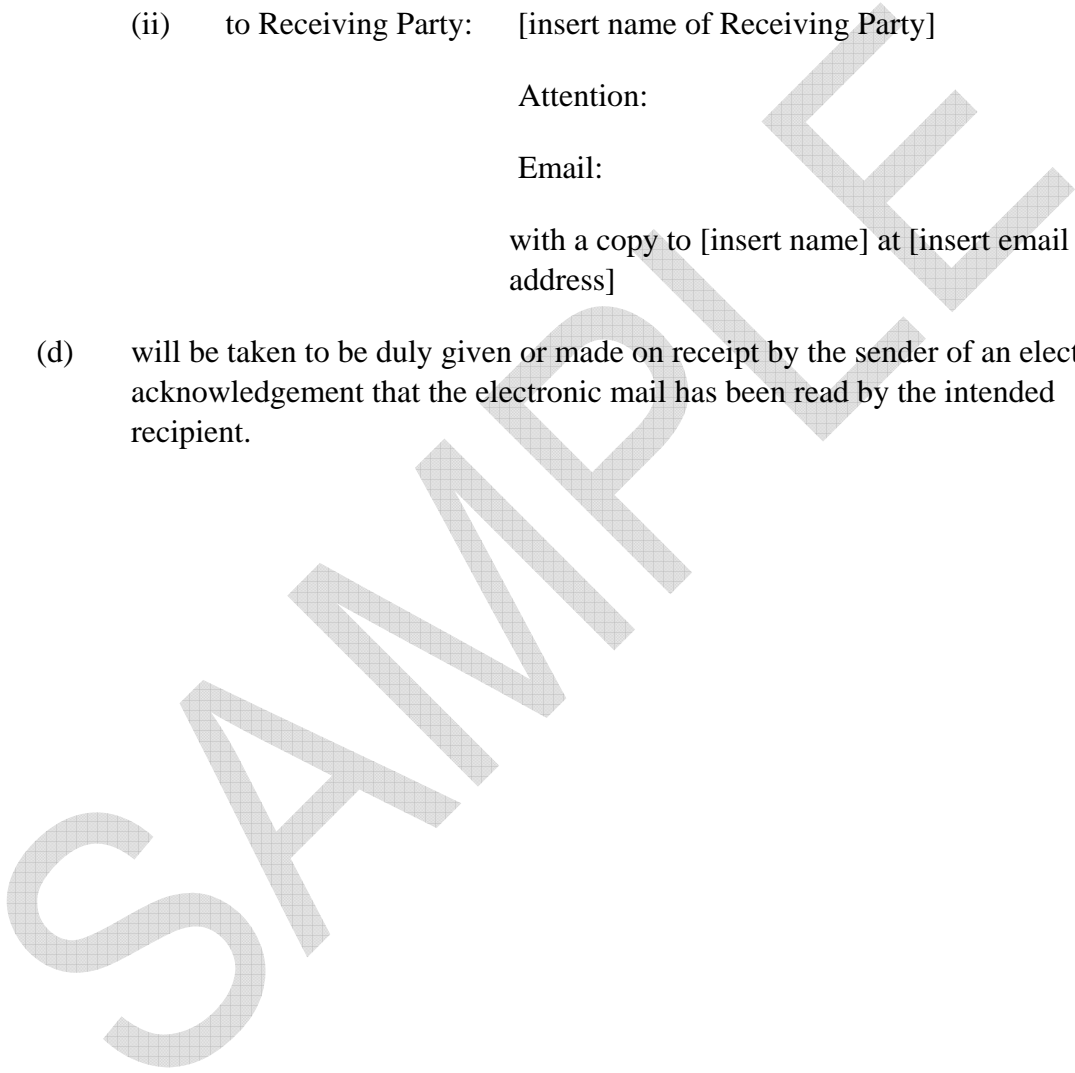 (ii) to Receiving Party: [insert name of Receiving Party]
Attention:
Email:
with a copy to [insert name] at [insert email
address]
(d) will be taken to be duly given or made on receipt by the sender of an elect
acknowledgement that the electronic mail has been read by the intended
recipient.
SAMPLE